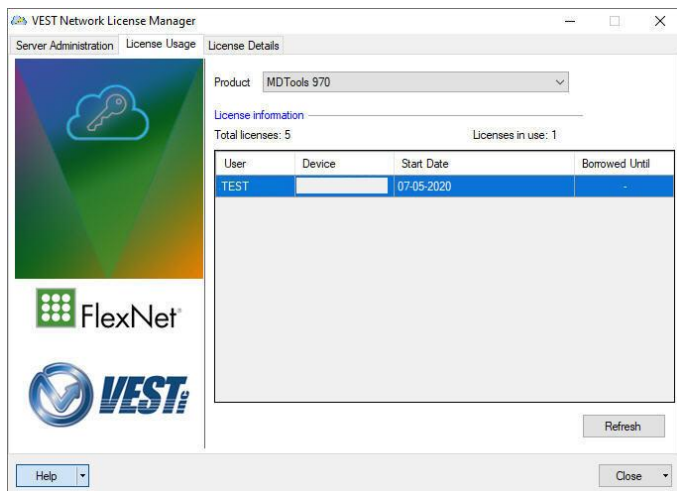 VEST Network License Manager
Server Administration License Usage License Details
Product MDTools 970
License information
Total licenses: 5 Licenses in use: 1
User Device Start Date Borrowed Until
TEST 07-05-2020 -
FlexNet
VEST Inc
Refresh
Help Close